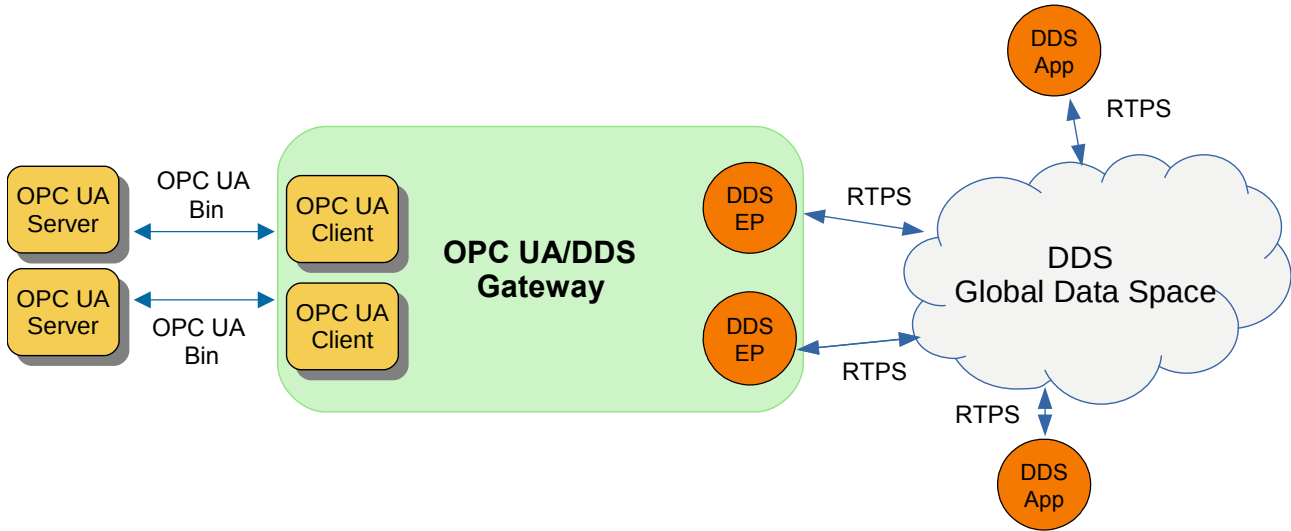 OPC UA
Server
OPC UA
Bin
OPC UA
Client
OPC UA
Server
OPC UA
Bin
OPC UA
Client
OPC UA/DDS
Gateway
DDS
EP
DDS
EP
RTPS
RTPS
DDS
App
RTPS
DDS
Global Data Space
RTPS
DDS
App